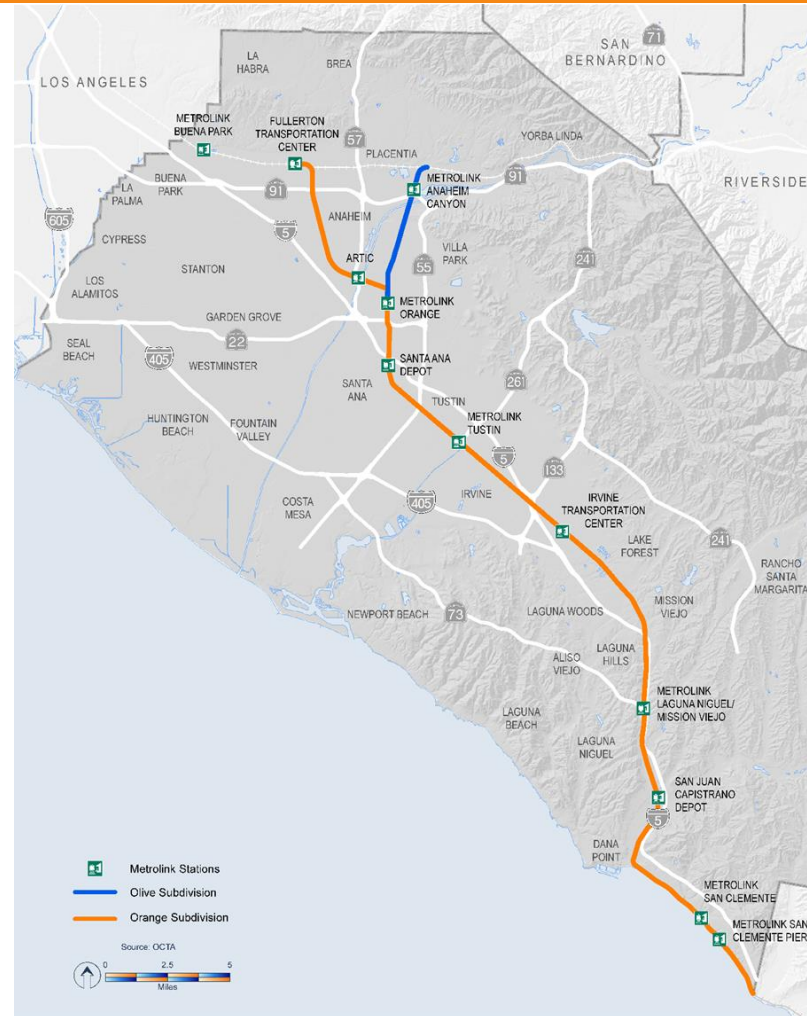 LA
HABRA
BREA
SAN
BERNARDINO
71
LOS ANGELES
METROLINK
BUENA PARK
FULLERTON
TRANSPORTATION
CENTER
57
PLACENTIA
YORBA LINDA
91
METROLINK
ANAHEIM
CANYON
RIVERSIDE
BUENA
PARK
LA
PALMA
91
605
ANAHEIM
5
CYPRESS
VILLA
PARK
241
STANTON
ARTIC
55
LOS
ALAMITOS
METROLINK
ORANGE
GARDEN GROVE
22
SEAL
BEACH
405
WESTMINSTER
SANTA ANA
DEPOT
SANTA
ANA
261
TUSTIN
HUNTINGTON
BEACH
FOUNTAIN
VALLEY
METROLINK
TUSTIN
5
133
COSTA
MESA
405
IRVINE
IRVINE
TRANSPORTATION
CENTER
LAKE
FOREST
241
RANCHO
SANTA
MARGARITA
NEWPORT BEACH
73
LAGUNA WOODS
MISSION
VIEJO
ALISO
VIEJO
LAGUNA
HILLS
METROLINK
LAGUNA NIGUEL/
MISSION VIEJO
LAGUNA
BEACH
LAGUNA
NIGUEL
SAN JUAN
CAPISTRANO
DEPOT
5
DANA
POINT
METROLINK
SAN CLEMENTE
METROLINK SAN
CLEMENTE PIER
Metrolink Stations
Olive Subdivision
Orange Subdivision
Source: OCTA
0 2.5 5
Miles